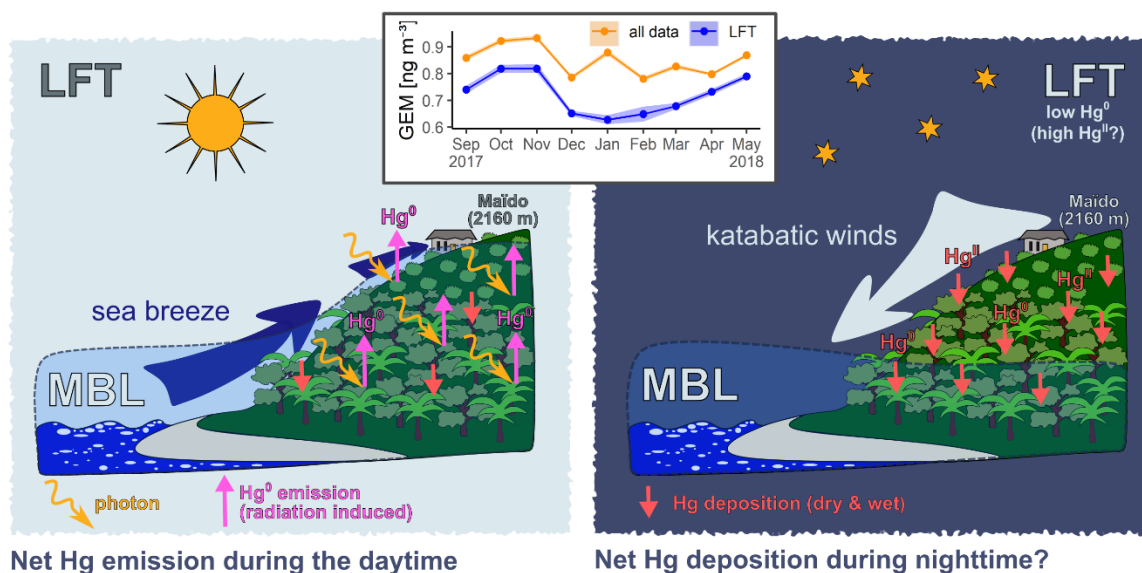 LFT
GEM [ng m⁻³]
all data
LFT
0.9
0.8
0.7
0.6
Sep
2017
Oct
Nov
Dec
Jan
Feb
Mar
Apr
May
2018
Hg⁰
Maïdo
(2160 m)
sea breeze
Hg⁰
Hg⁰
MBL
photon
Hg⁰ emission
(radiation induced)
Net Hg emission during the daytime
LFT
low Hg⁰
(high Hgᴵᴵ?)
Maïdo
(2160 m)
katabatic winds
Hgᴵᴵ
Hgᴵᴵ
Hg⁰
Hg⁰
MBL
Hg deposition (dry & wet)
Net Hg deposition during nighttime?